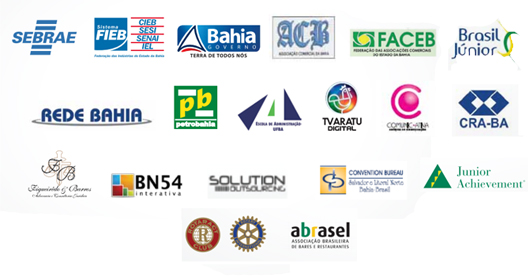 SEBRAE
Sistema
FIEB
CIEB
SESI
SENAI
IEL
Federação das Indústrias do Estado da Bahia
Bahia
GOVERNO
TERRA DE TODOS NÓS
ACB
ASSOCIAÇÃO COMERCIAL DA BAHIA
FACEB
FEDERAÇÃO DAS ASSOCIAÇÕES COMERCIAIS
DO ESTADO DA BAHIA
Brasil
Júnior
REDE BAHIA
pb
petrobahia
ESCOLA DE ADMINISTRAÇÃO
UFBA
TVARATU
DIGITAL
CRA-BA
FB
Figueirêdo & Barros
BN54
interativa
SOLUTION
OUTSOURCING
CONVENTION BUREAU
Salvador e Litoral Norte
Bahia Brasil
Junior
Achievement
R
abrasel
ASSOCIAÇÃO BRASILEIRA
DE BARES E RESTAURANTES